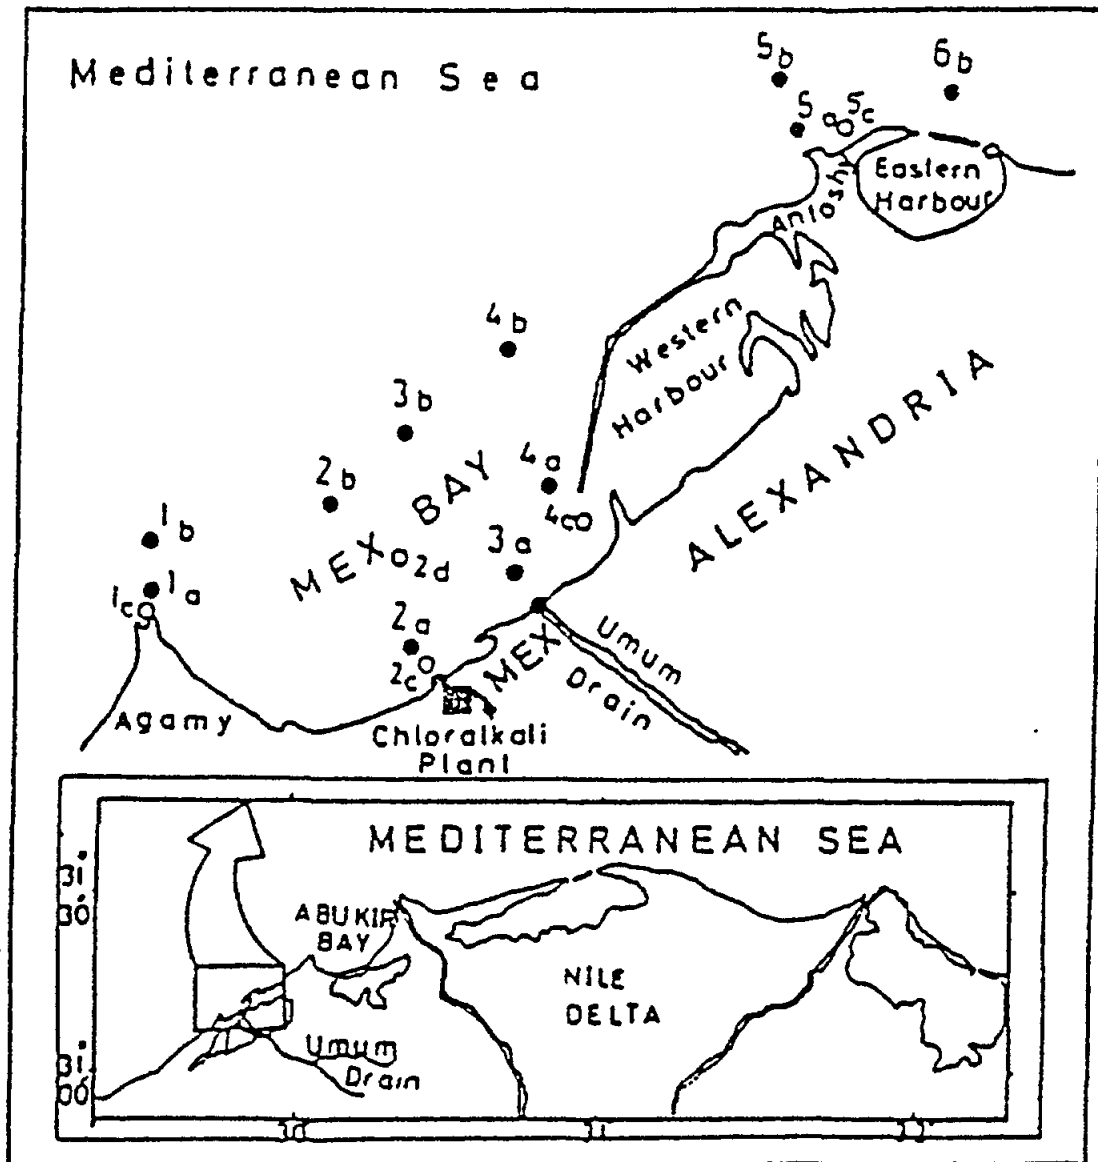 Mediterranean Sea
5b
6b
5
5c
Eastern
Harbour
Anfoshy
4b
Western
Harbour
3b
ALEXANDRIA
2b
MEX BAY
4a
4c
1b
3a
2d
1a
1c
2a
2c
MEX
Umum
Drain
Agamy
Chloralkali
Plant
MEDITERRANEAN SEA
31°
30'
ABUKIR
BAY
NILE
DELTA
Umum
Drain
31°
00'
30
31